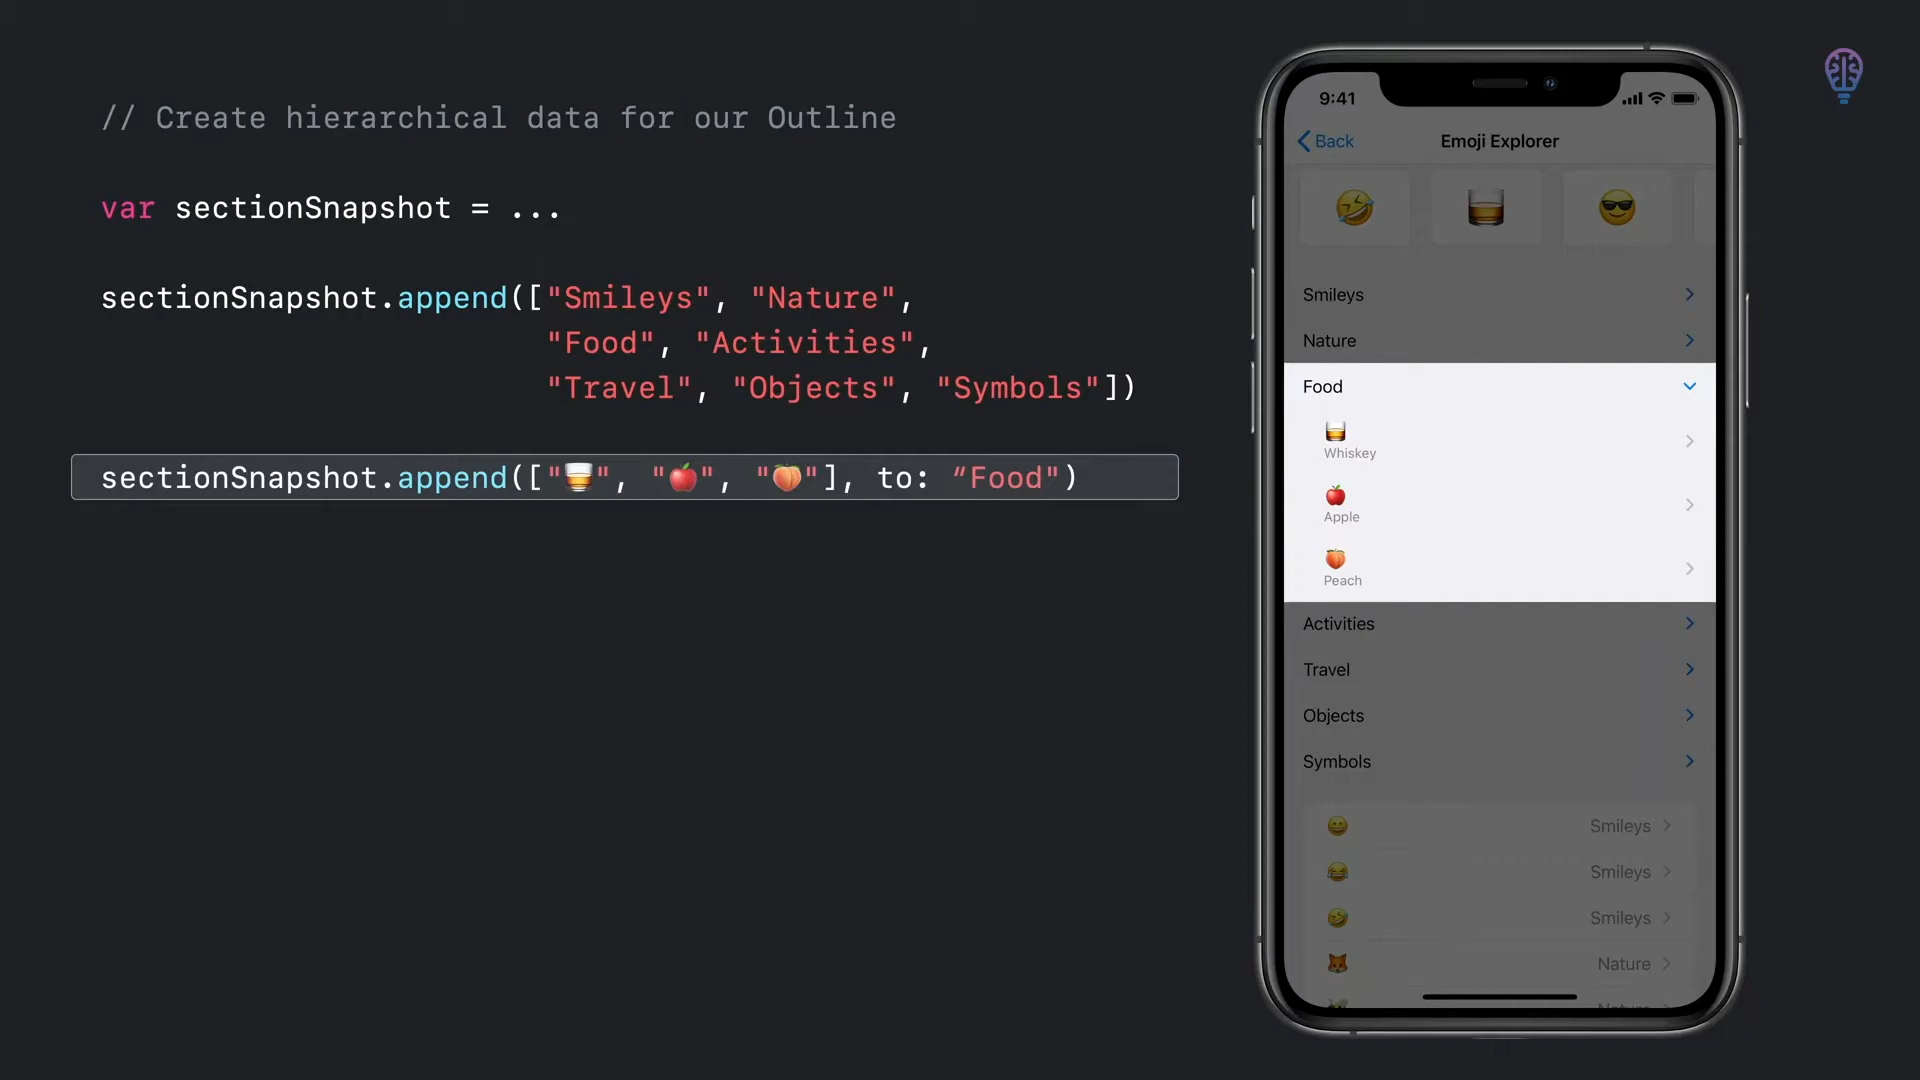 // Create hierarchical data for our Outline
var sectionSnapshot = ...
sectionSnapshot.append(["Smileys", "Nature",
"Food", "Activities",
"Travel", "Objects", "Symbols"])
sectionSnapshot.append(["🥃", "🍎", "🍑"], to: “Food")
9:41
Back
Emoji Explorer
Smileys
Nature
Food
Whiskey
Apple
Peach
Activities
Travel
Objects
Symbols
Smileys
Smileys
Smileys
Nature
Nature